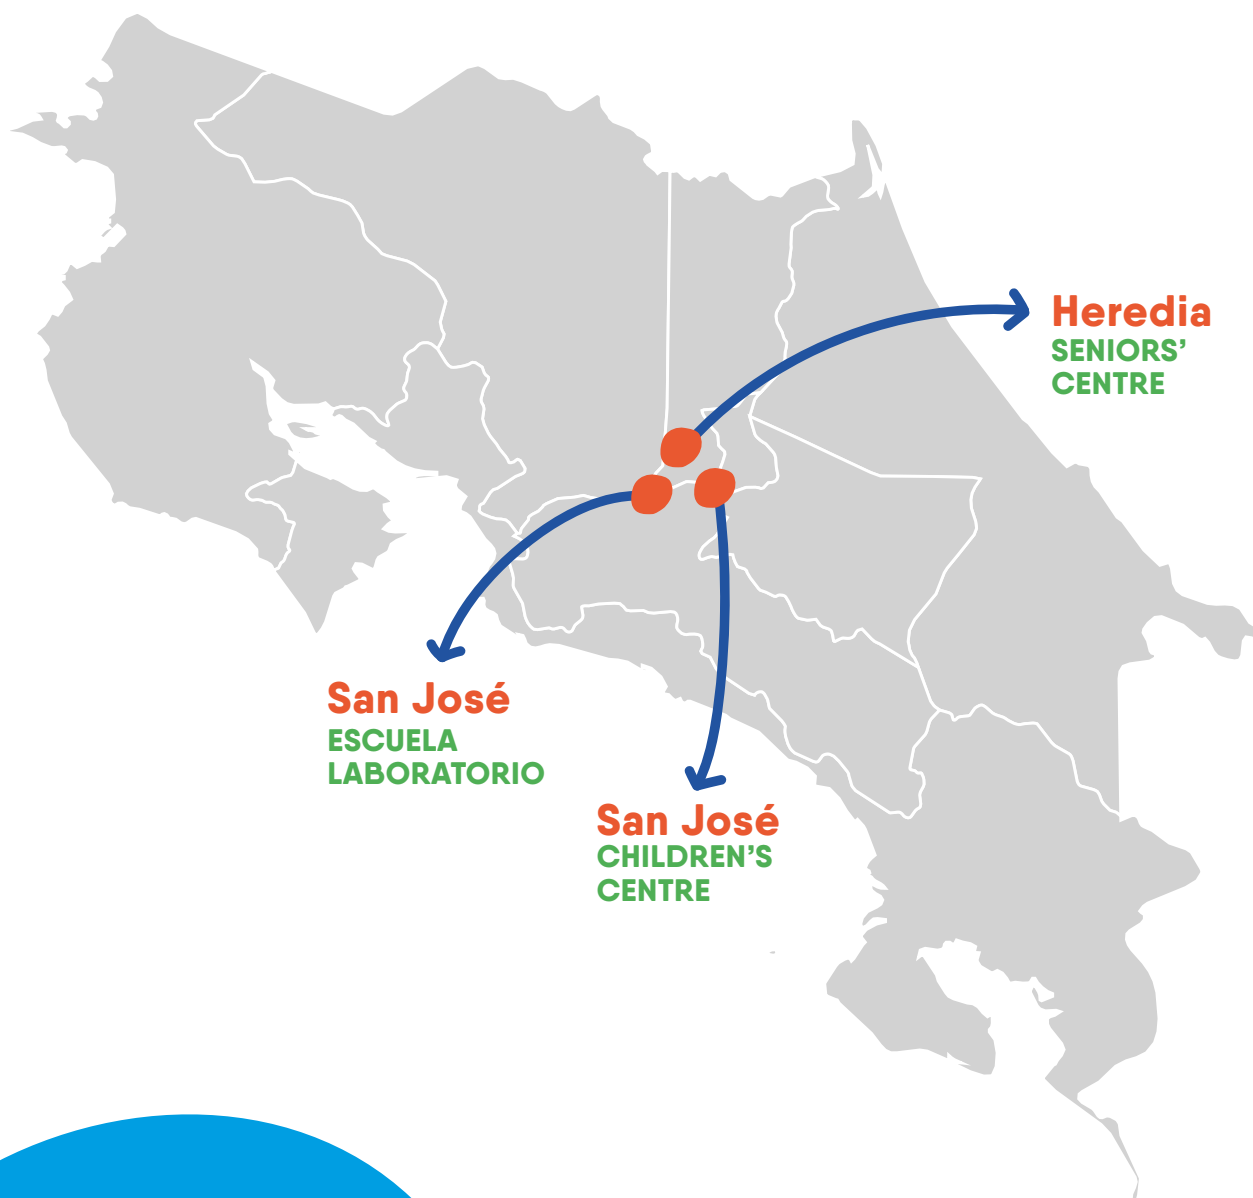 Heredia
SENIORS’
CENTRE
San José
ESCUELA
LABORATORIO
San José
CHILDREN’S
CENTRE